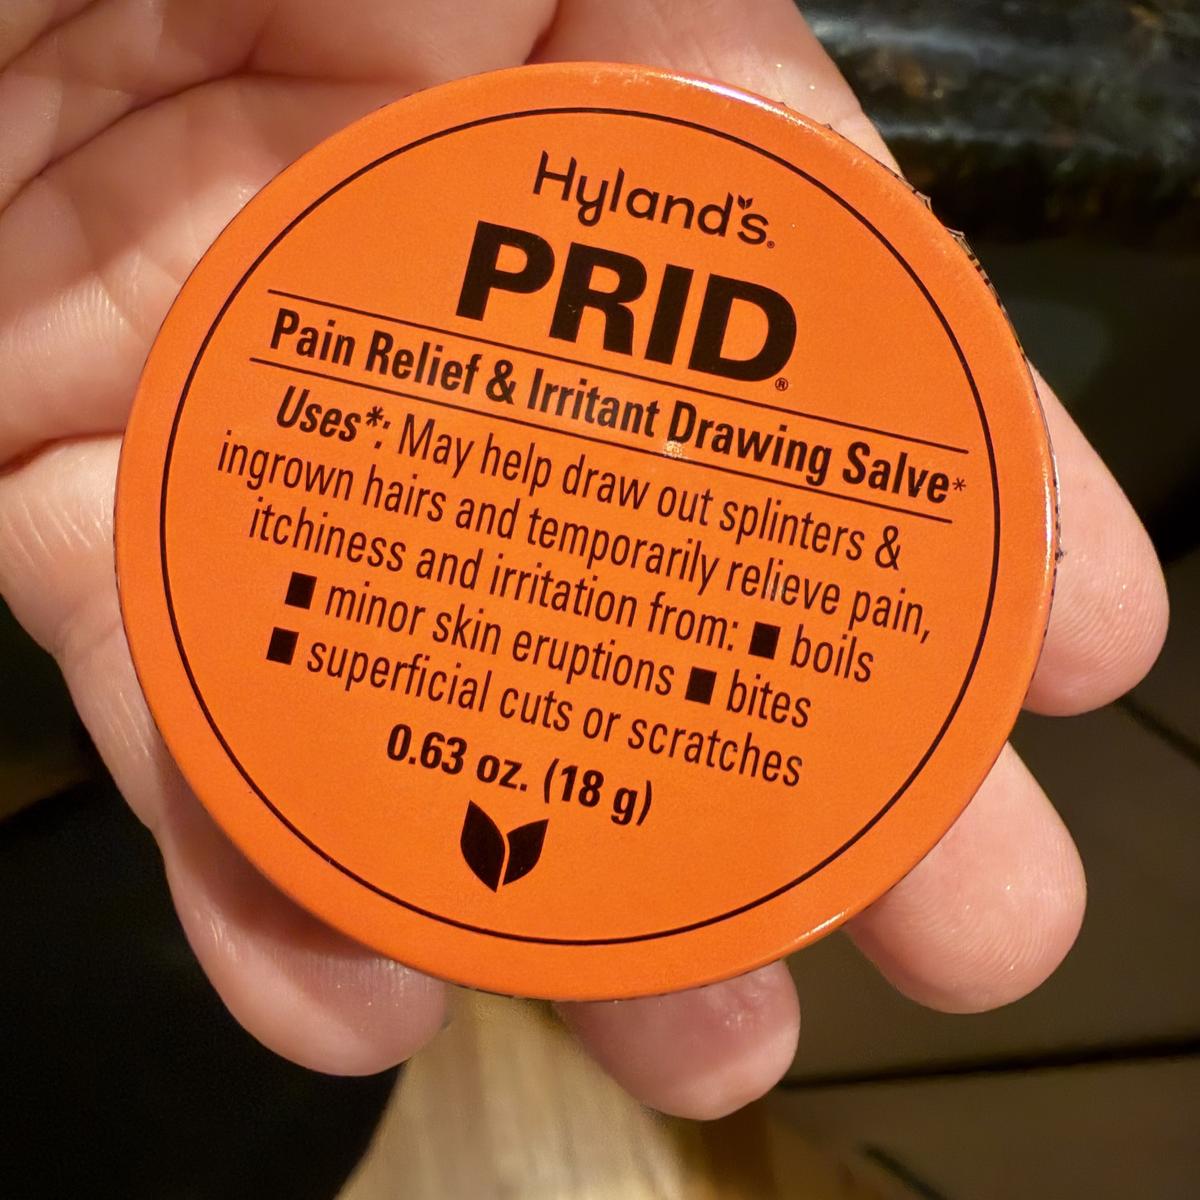 Hyland's®
PRID®
Pain Relief & Irritant Drawing Salve*
Uses*: May help draw out splinters &
ingrown hairs and temporarily relieve pain,
itchiness and irritation from: ■ boils
■ minor skin eruptions ■ bites
■ superficial cuts or scratches
0.63 oz. (18 g)